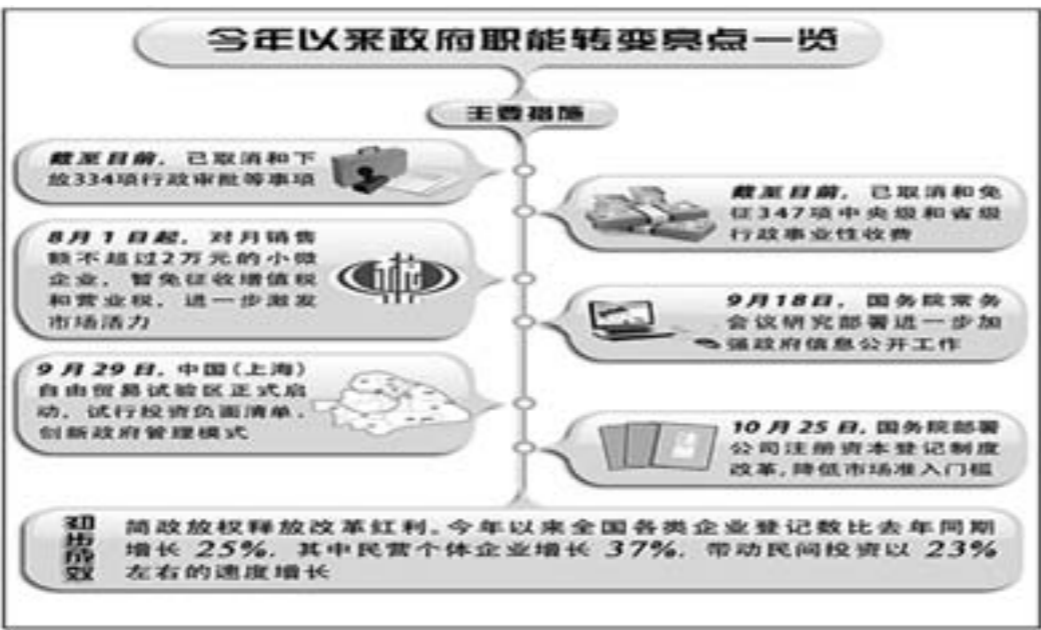 今年以来政府职能转变亮点一览
主要措施
截至目前，已取消和下
放334项行政审批等事项
截至目前，已取消和免
征347项中央级和省级
行政事业性收费
8月1日起，对月销售
额不超过2万元的小微
企业，暂免征收增值税
和营业税，进一步激发
市场活力
9月18日，国务院常务
会议研究部署进一步加
强政府信息公开工作
9月29日，中国(上海)
自由贸易试验区正式启
动，试行投资负面清单，
创新政府管理模式
10月25日，国务院部署
公司注册资本登记制度
改革，降低市场准入门槛
初步成效
简政放权释放改革红利。今年以来全国各类企业登记数比去年同期
增长25%，其中民营个体企业增长37%，带动民间投资以23%
左右的速度增长